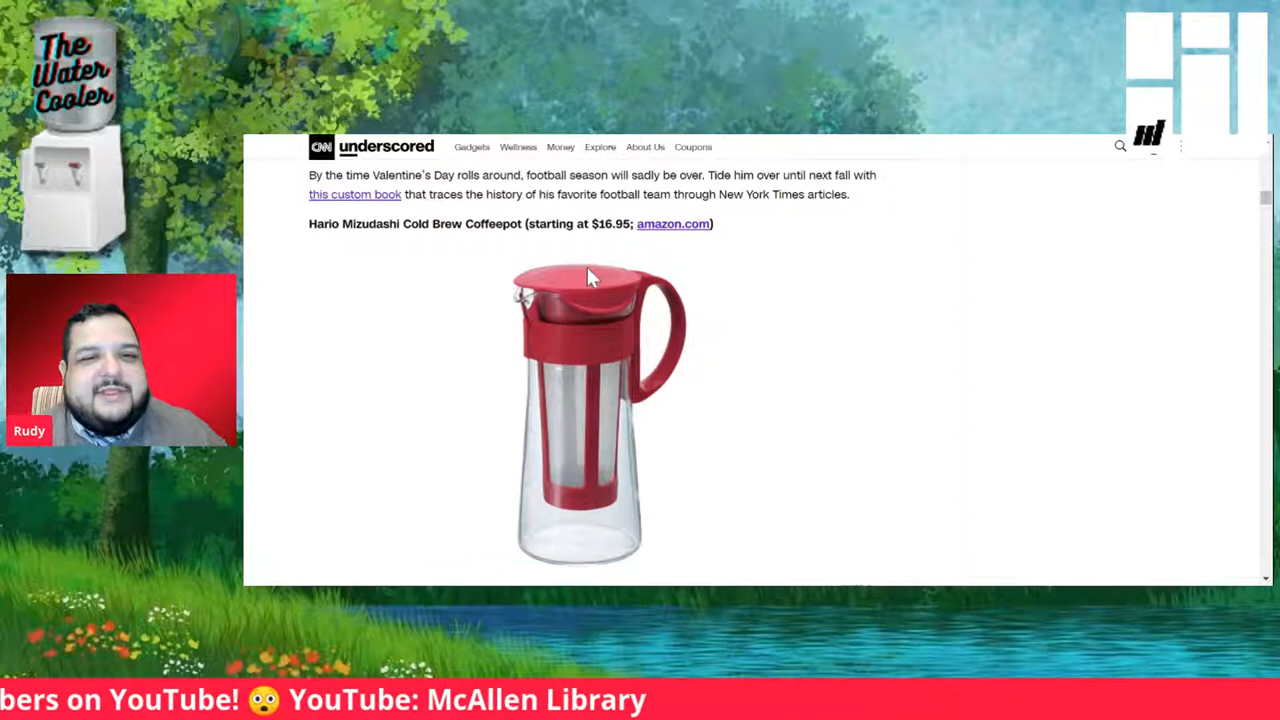 The
Water
Cooler
CNN underscored Gadgets Wellness Money Explore About Us Coupons
By the time Valentine's Day rolls around, football season will sadly be over. Tide him over until next fall with
this custom book that traces the history of his favorite football team through New York Times articles.
Hario Mizudashi Cold Brew Coffeepot (starting at $16.95; amazon.com)
Rudy
bers on YouTube! 😲 YouTube: McAllen Library